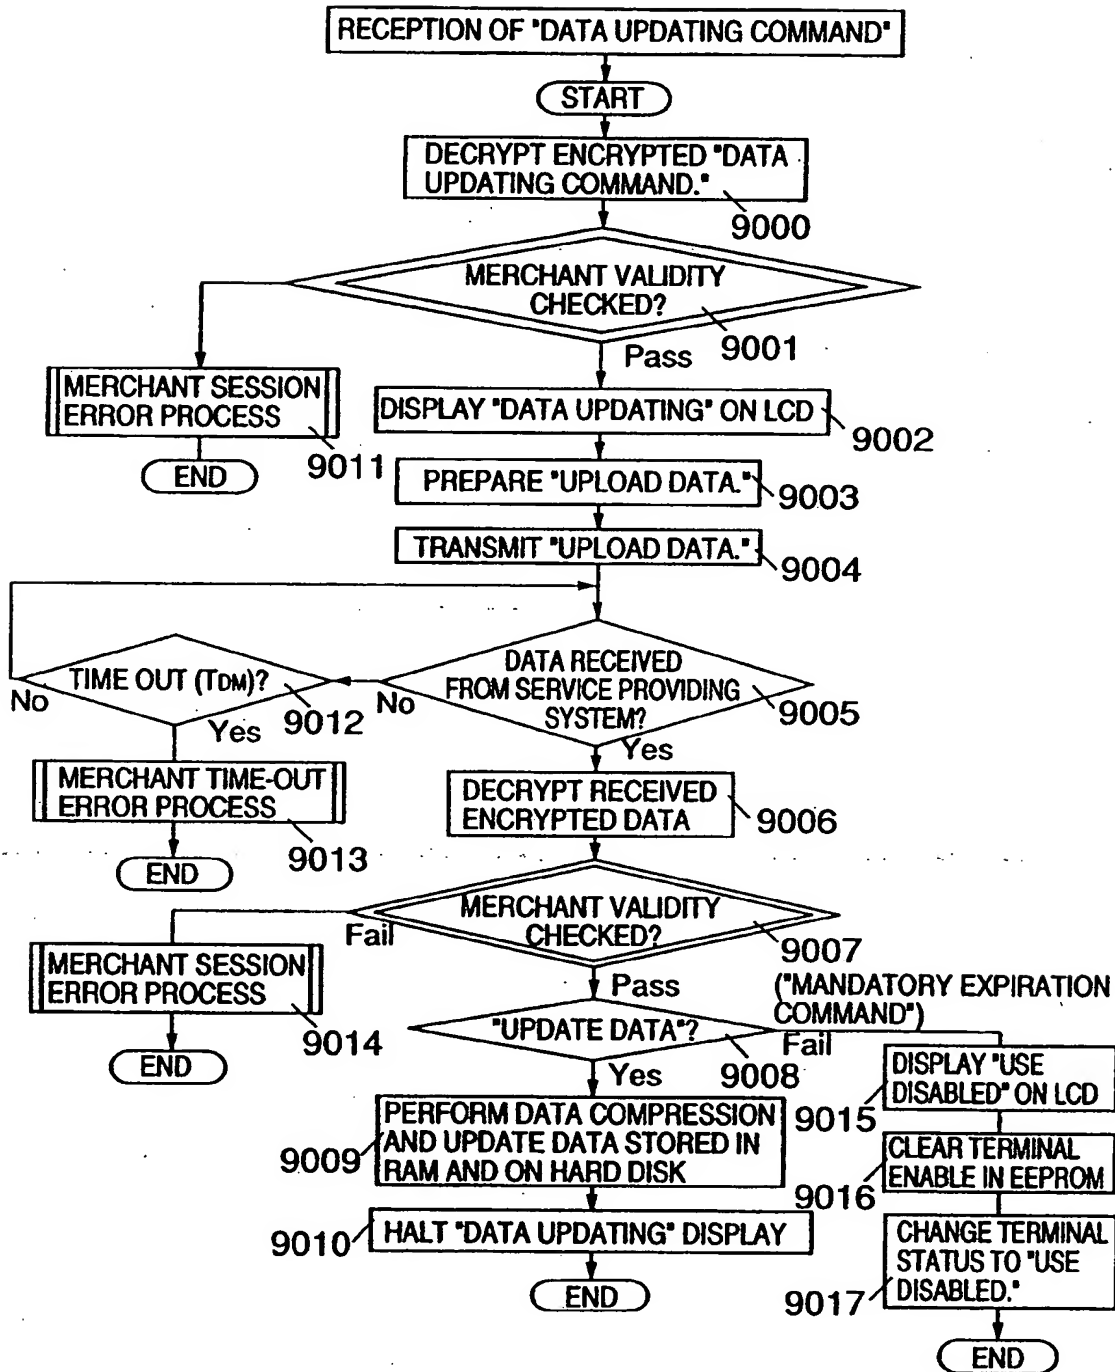 RECEPTION OF "DATA UPDATING COMMAND"
START
DECRYPT ENCRYPTED "DATA
UPDATING COMMAND."
9000
MERCHANT VALIDITY
CHECKED?
9001
Pass
MERCHANT SESSION
ERROR PROCESS
9011
END
DISPLAY "DATA UPDATING" ON LCD
9002
PREPARE "UPLOAD DATA."
9003
TRANSMIT "UPLOAD DATA."
9004
DATA RECEIVED
FROM SERVICE PROVIDING
SYSTEM?
9005
No
Yes
TIME OUT (TDM)?
9012
No
Yes
MERCHANT TIME-OUT
ERROR PROCESS
9013
END
DECRYPT RECEIVED
ENCRYPTED DATA
9006
MERCHANT VALIDITY
CHECKED?
9007
Fail
Pass
MERCHANT SESSION
ERROR PROCESS
9014
END
"UPDATE DATA"?
9008
("MANDATORY EXPIRATION
COMMAND")
Fail
Yes
PERFORM DATA COMPRESSION
AND UPDATE DATA STORED IN
RAM AND ON HARD DISK
9009
HALT "DATA UPDATING" DISPLAY
9010
END
DISPLAY "USE
DISABLED" ON LCD
9015
CLEAR TERMINAL
ENABLE IN EEPROM
9016
CHANGE TERMINAL
STATUS TO "USE
DISABLED."
9017
END